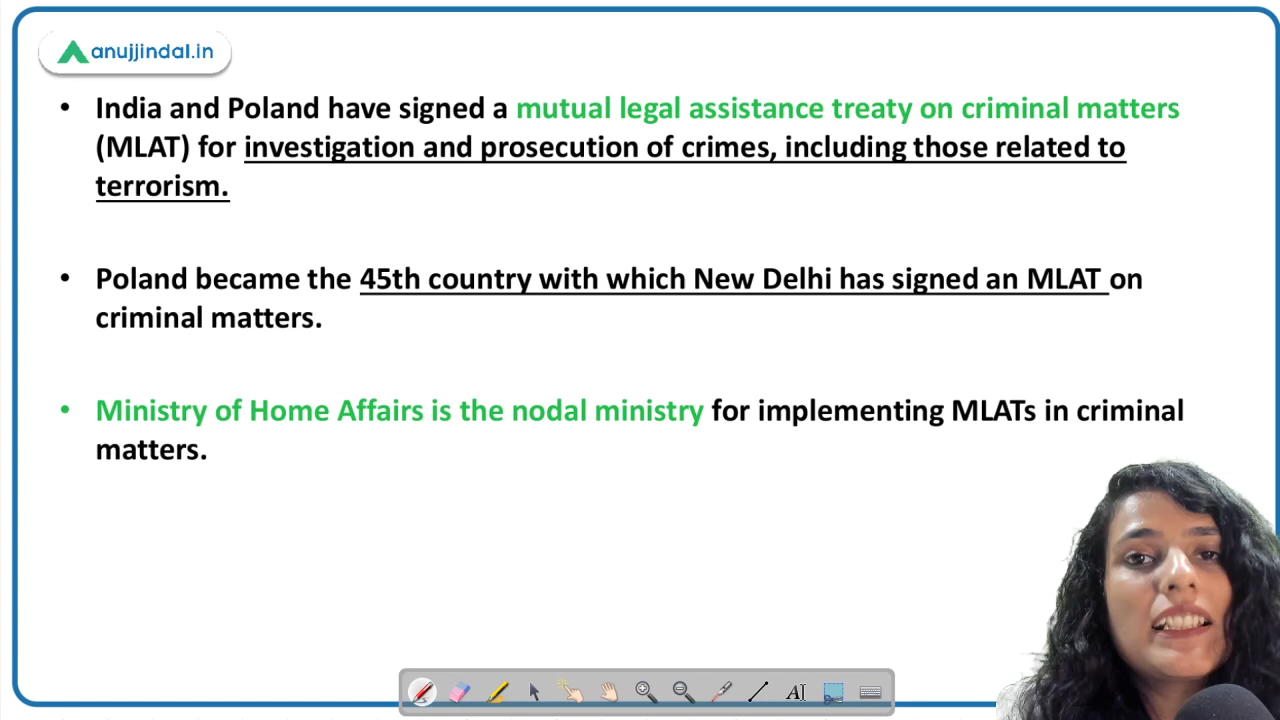 anujjindal.in
• India and Poland have signed a mutual legal assistance treaty on criminal matters
(MLAT) for investigation and prosecution of crimes, including those related to
terrorism.
• Poland became the 45th country with which New Delhi has signed an MLAT on
criminal matters.
• Ministry of Home Affairs is the nodal ministry for implementing MLATs in criminal
matters.
AI